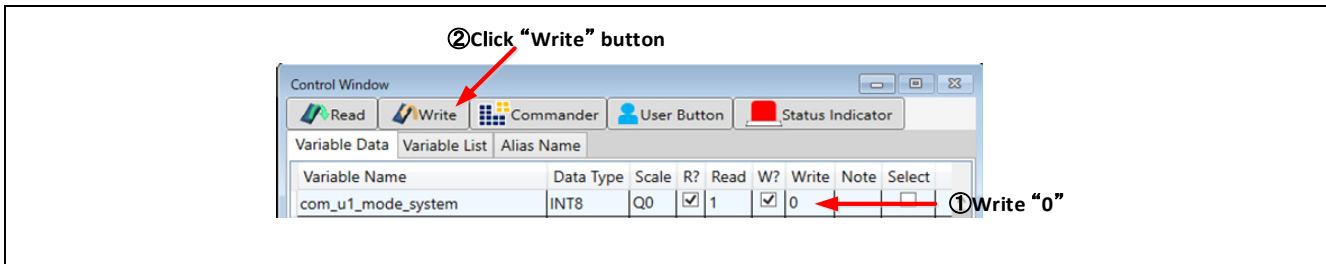 ②Click “Write” button
Control Window
Read Write Commander User Button Status Indicator
Variable Data Variable List Alias Name
Variable Name Data Type Scale R? Read W? Write Note Select
com_u1_mode_system INT8 Q0 1 0
①Write “0”